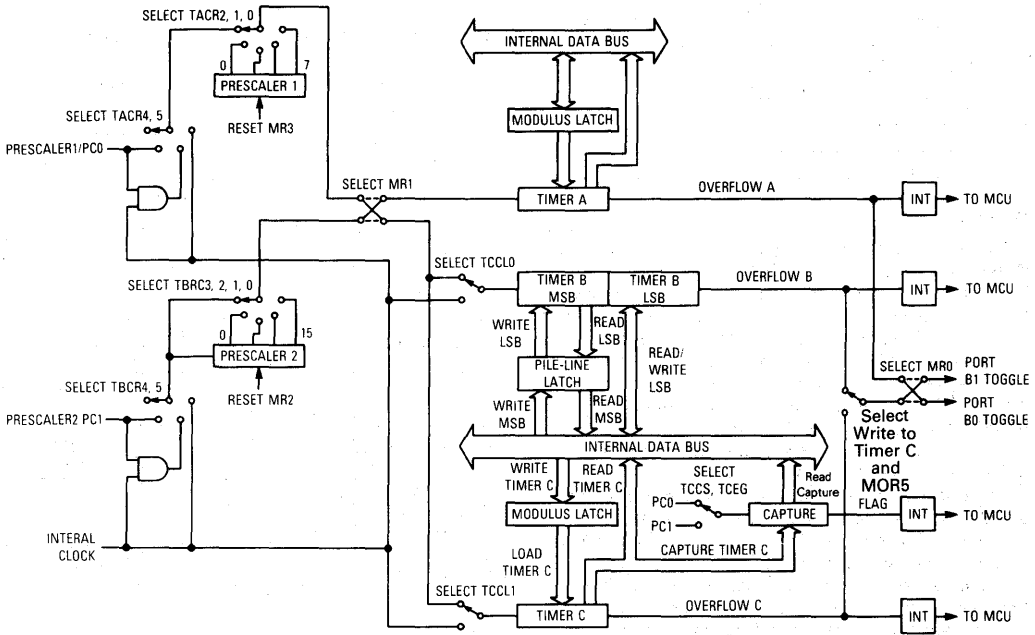 SELECT TACR2, 1, 0
0
7
PRESCALER 1
RESET MR3
SELECT TACR4, 5
PRESCALER1/PC0
INTERNAL DATA BUS
MODULUS LATCH
SELECT MR1
TIMER A
OVERFLOW A
INT
TO MCU
SELECT TCCL0
TIMER B
MSB
TIMER B
LSB
OVERFLOW B
INT
TO MCU
SELECT TBRC3, 2, 1, 0
0
15
PRESCALER 2
RESET MR2
SELECT TBCR4, 5
PRESCALER2 PC1
WRITE
LSB
READ
LSB
PILE-LINE
LATCH
WRITE
MSB
READ
MSB
READ/
WRITE
LSB
SELECT MR0
PORT
B1 TOGGLE
PORT
B0 TOGGLE
Select
Write to
Timer C
and
MOR5
INTERNAL DATA BUS
WRITE
TIMER C
READ
TIMER C
SELECT
TCCS, TCEG
Read
Capture
PC0
PC1
CAPTURE
FLAG
INT
TO MCU
MODULUS LATCH
INTERAL
CLOCK
LOAD
TIMER C
CAPTURE TIMER C
SELECT TCCL1
TIMER C
OVERFLOW C
INT
TO MCU